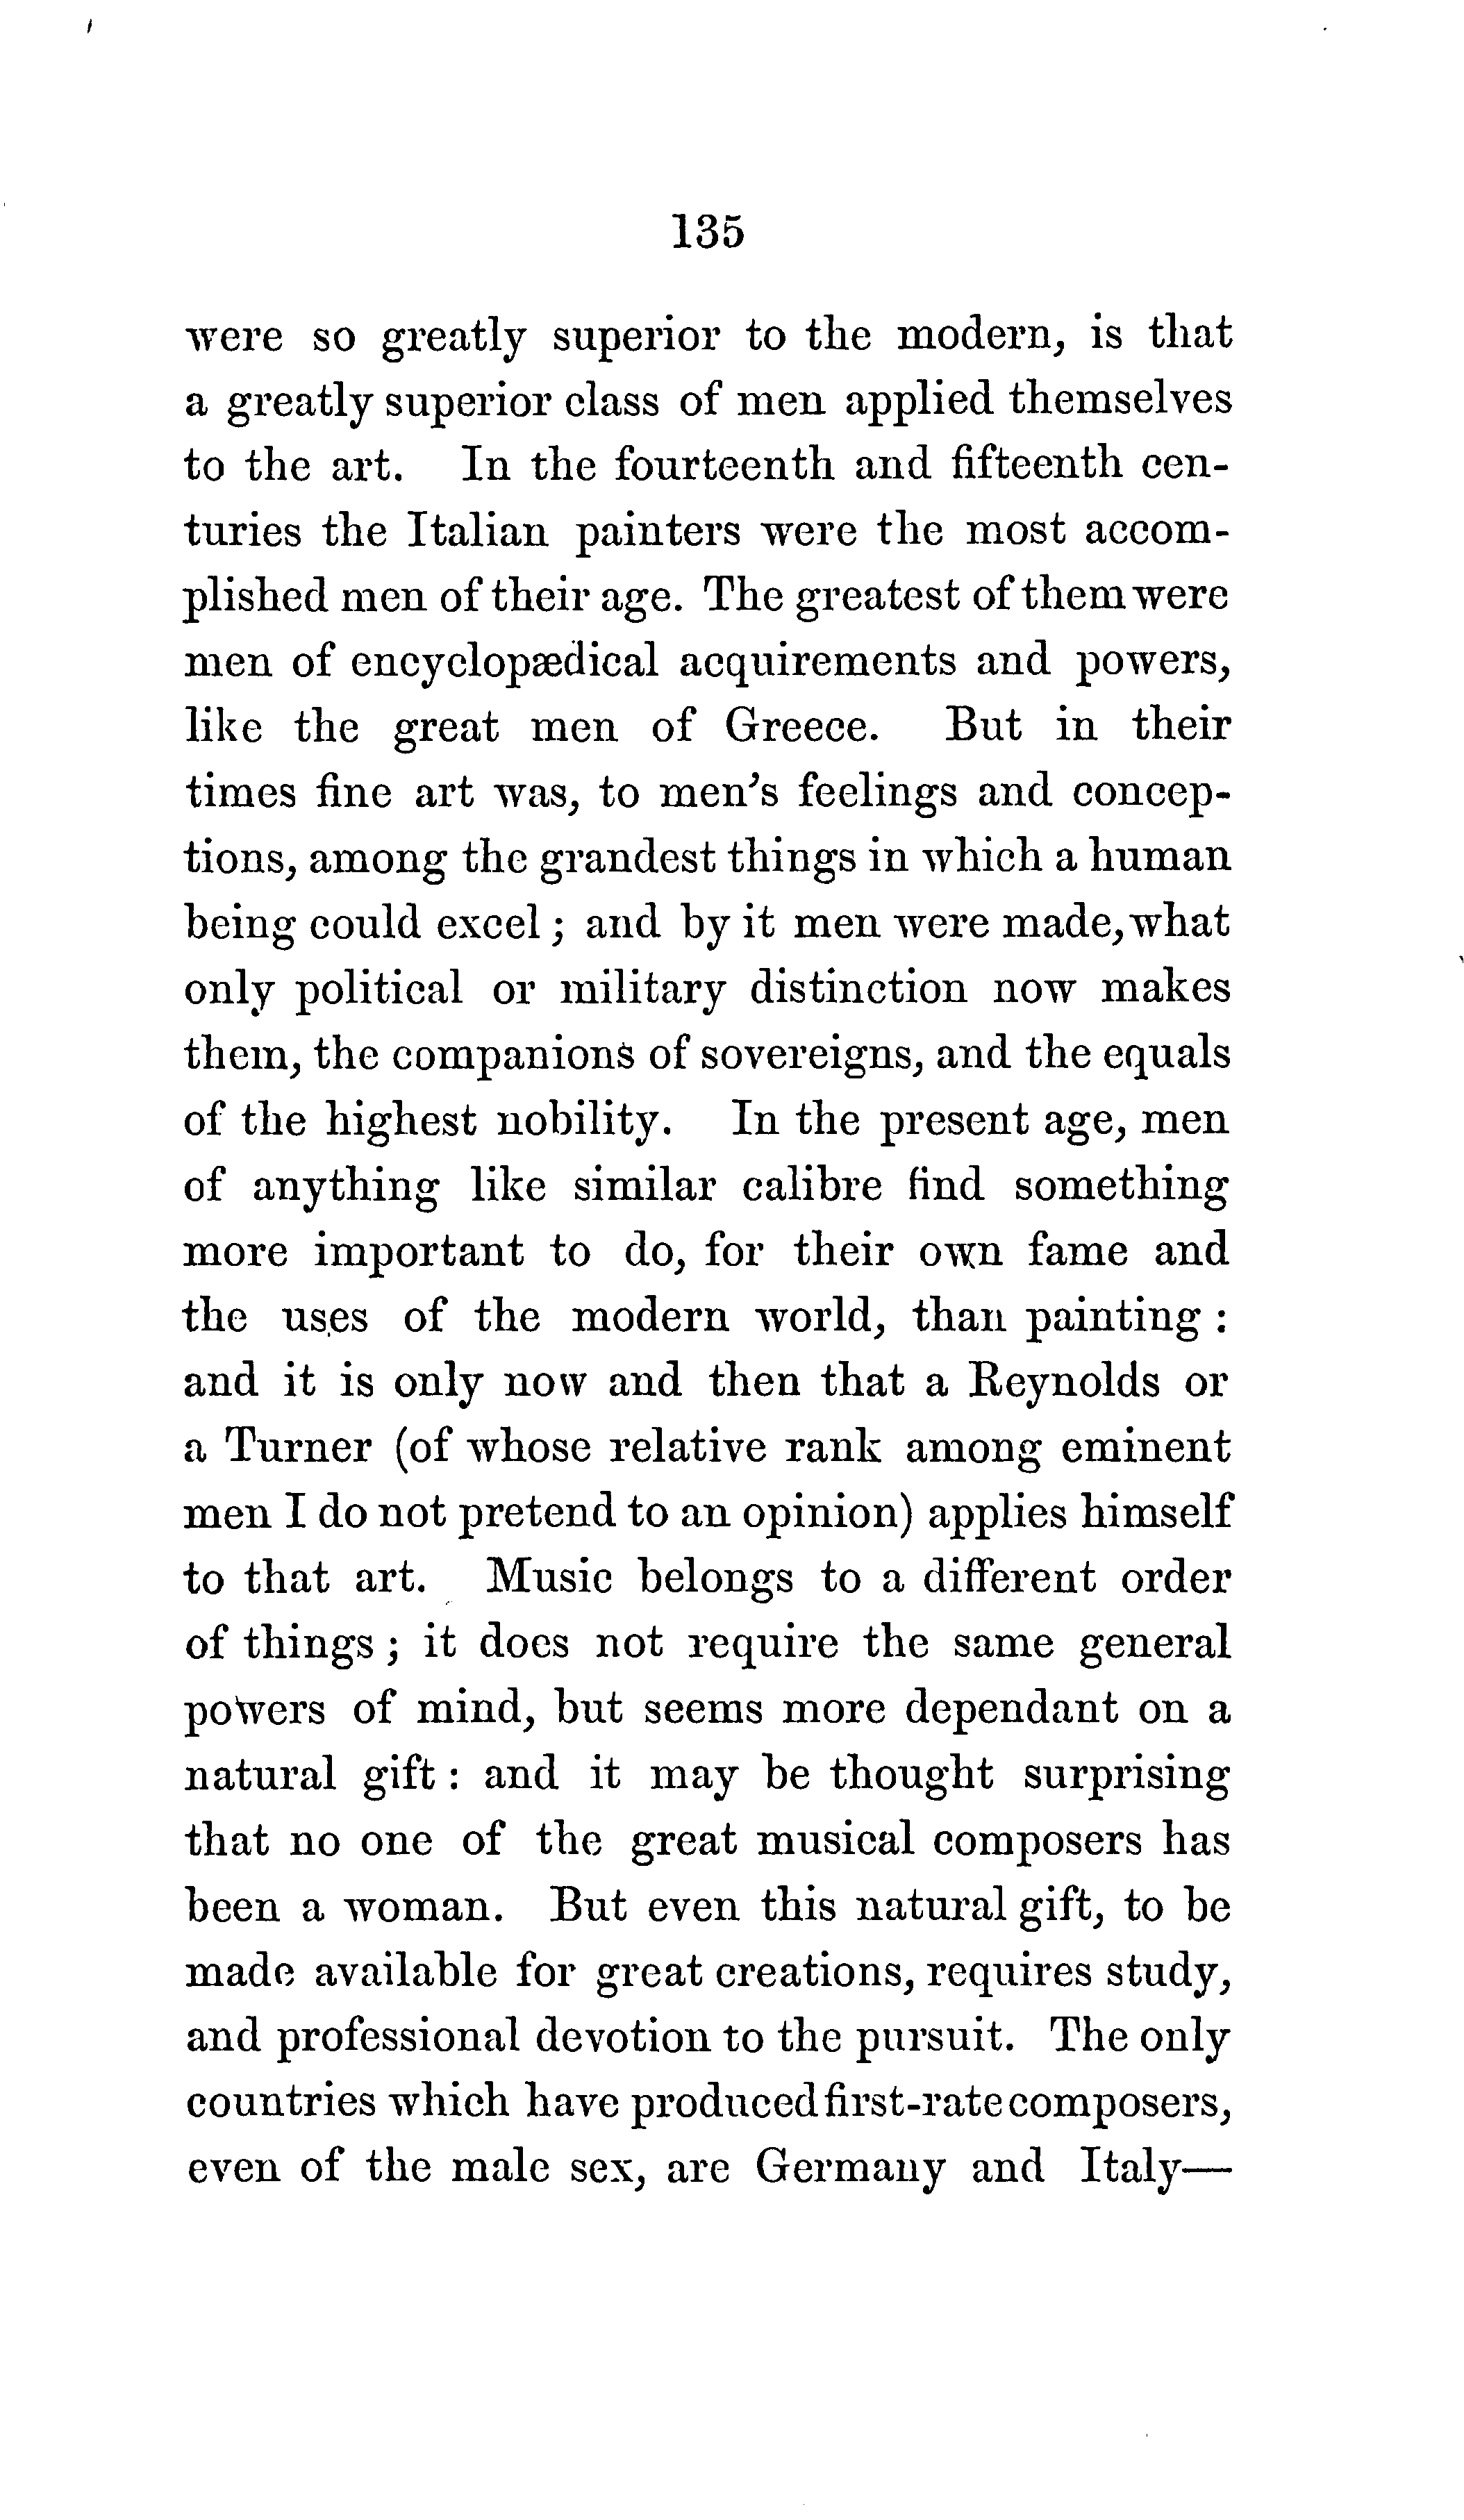 135
were so greatly superior to the modern, is that
a greatly superior class of men applied themselves
to the art. In the fourteenth and fifteenth cen-
turies the Italian painters were the most accom-
plished men of their age. The greatest of them were
men of encyclopædical acquirements and powers,
like the great men of Greece. But in their
times fine art was, to men's feelings and concep-
tions, among the grandest things in which a human
being could excel; and by it men were made, what
only political or military distinction now makes
them, the companions of sovereigns, and the equals
of the highest nobility. In the present age, men
of anything like similar calibre find something
more important to do, for their own fame and
the uses of the modern world, than painting:
and it is only now and then that a Reynolds or
a Turner (of whose relative rank among eminent
men I do not pretend to an opinion) applies himself
to that art. Music belongs to a different order
of things; it does not require the same general
powers of mind, but seems more dependant on a
natural gift: and it may be thought surprising
that no one of the great musical composers has
been a woman. But even this natural gift, to be
made available for great creations, requires study,
and professional devotion to the pursuit. The only
countries which have produced first-rate composers,
even of the male sex, are Germany and Italy—